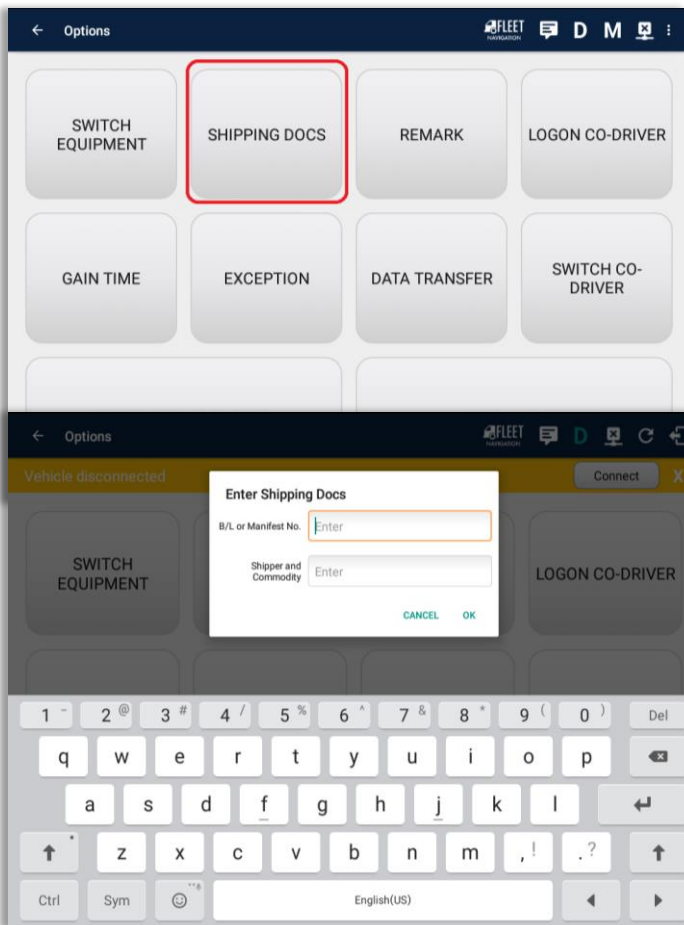 Options
FLEET
NAVIGATION
D M
SWITCH
EQUIPMENT
SHIPPING DOCS
REMARK
LOGON CO-DRIVER
GAIN TIME
EXCEPTION
DATA TRANSFER
SWITCH CO-
DRIVER
Options
FLEET
NAVIGATION
D
Vehicle disconnected
Connect X
Enter Shipping Docs
B/L or Manifest No. Enter
Shipper and
Commodity Enter
CANCEL OK
SWITCH
EQUIPMENT
LOGON CO-DRIVER
1 - 2 @ 3 # 4 / 5 % 6 ^ 7 & 8 * 9 ( 0 ) Del
q w e r t y u i o p
a s d f g h j k l
z x c v b n m , ! . ?
Ctrl Sym English(US)